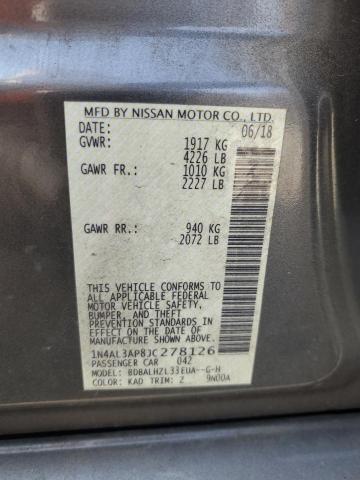 MFD BY NISSAN MOTOR CO., LTD.
DATE: 06/18
GVWR: 1917 KG
4226 LB
GAWR FR.: 1010 KG
2227 LB
GAWR RR.: 940 KG
2072 LB
THIS VEHICLE CONFORMS TO ALL
APPLICABLE FEDERAL
MOTOR VEHICLE SAFETY,
BUMPER, AND THEFT
PREVENTION STANDARDS
IN EFFECT ON THE DATE OF
MANUFACTURE SHOWN ABOVE.
1N4AL3AP8JC278126
PASSENGER CAR 042
MODEL: BDBALHZL33EUA--G-H
COLOR: KAD TRIM: Z 9N00A